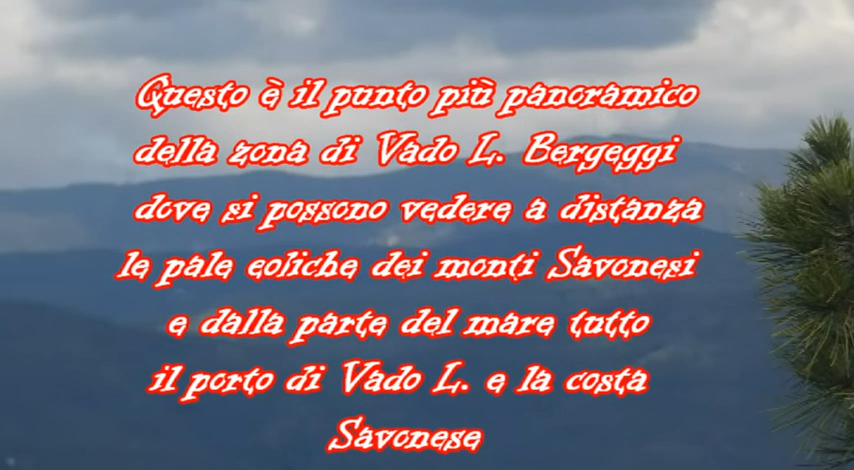 Questo è il punto più panoramico
della zona di Vado L. Bergeggi
dove si possono vedere a distanza
le pale eoliche dei monti Savonesi
e dalla parte del mare tutto
il porto di Vado L. e la costa
Savonese